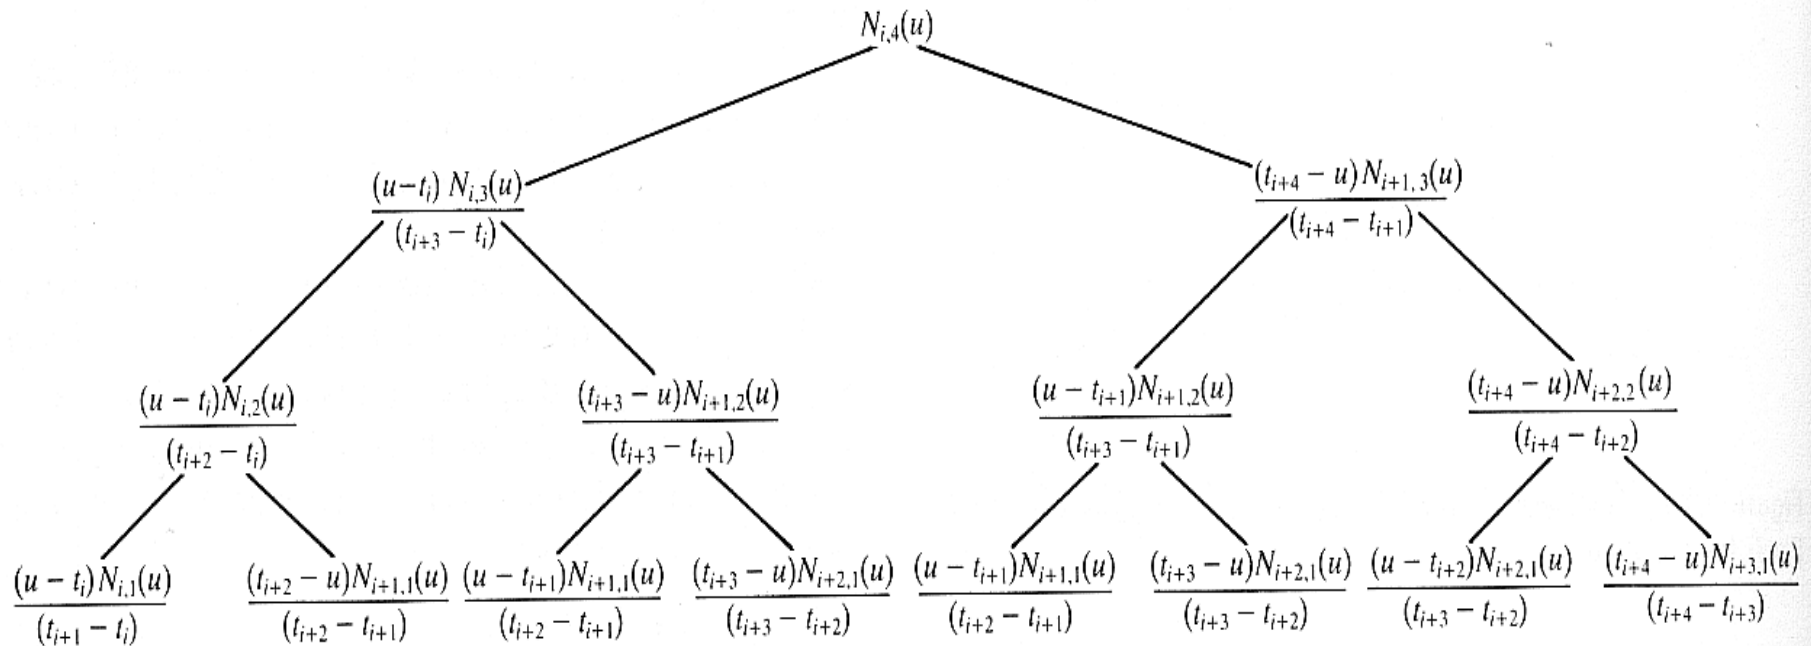 N_{i,4}(u)
(u−t_i) N_{i,3}(u) / (t_{i+3} − t_i)
(t_{i+4} − u) N_{i+1,3}(u) / (t_{i+4} − t_{i+1})
(u − t_i)N_{i,2}(u) / (t_{i+2} − t_i)
(t_{i+3} − u)N_{i+1,2}(u) / (t_{i+3} − t_{i+1})
(u − t_{i+1})N_{i+1,2}(u) / (t_{i+3} − t_{i+1})
(t_{i+4} − u)N_{i+2,2}(u) / (t_{i+4} − t_{i+2})
(u − t_i)N_{i,1}(u) / (t_{i+1} − t_i)
(t_{i+2} − u)N_{i+1,1}(u) / (t_{i+2} − t_{i+1})
(u − t_{i+1})N_{i+1,1}(u) / (t_{i+2} − t_{i+1})
(t_{i+3} − u)N_{i+2,1}(u) / (t_{i+3} − t_{i+2})
(u − t_{i+1})N_{i+1,1}(u) / (t_{i+2} − t_{i+1})
(t_{i+3} − u)N_{i+2,1}(u) / (t_{i+3} − t_{i+2})
(u − t_{i+2})N_{i+2,1}(u) / (t_{i+3} − t_{i+2})
(t_{i+4} − u)N_{i+3,1}(u) / (t_{i+4} − t_{i+3})